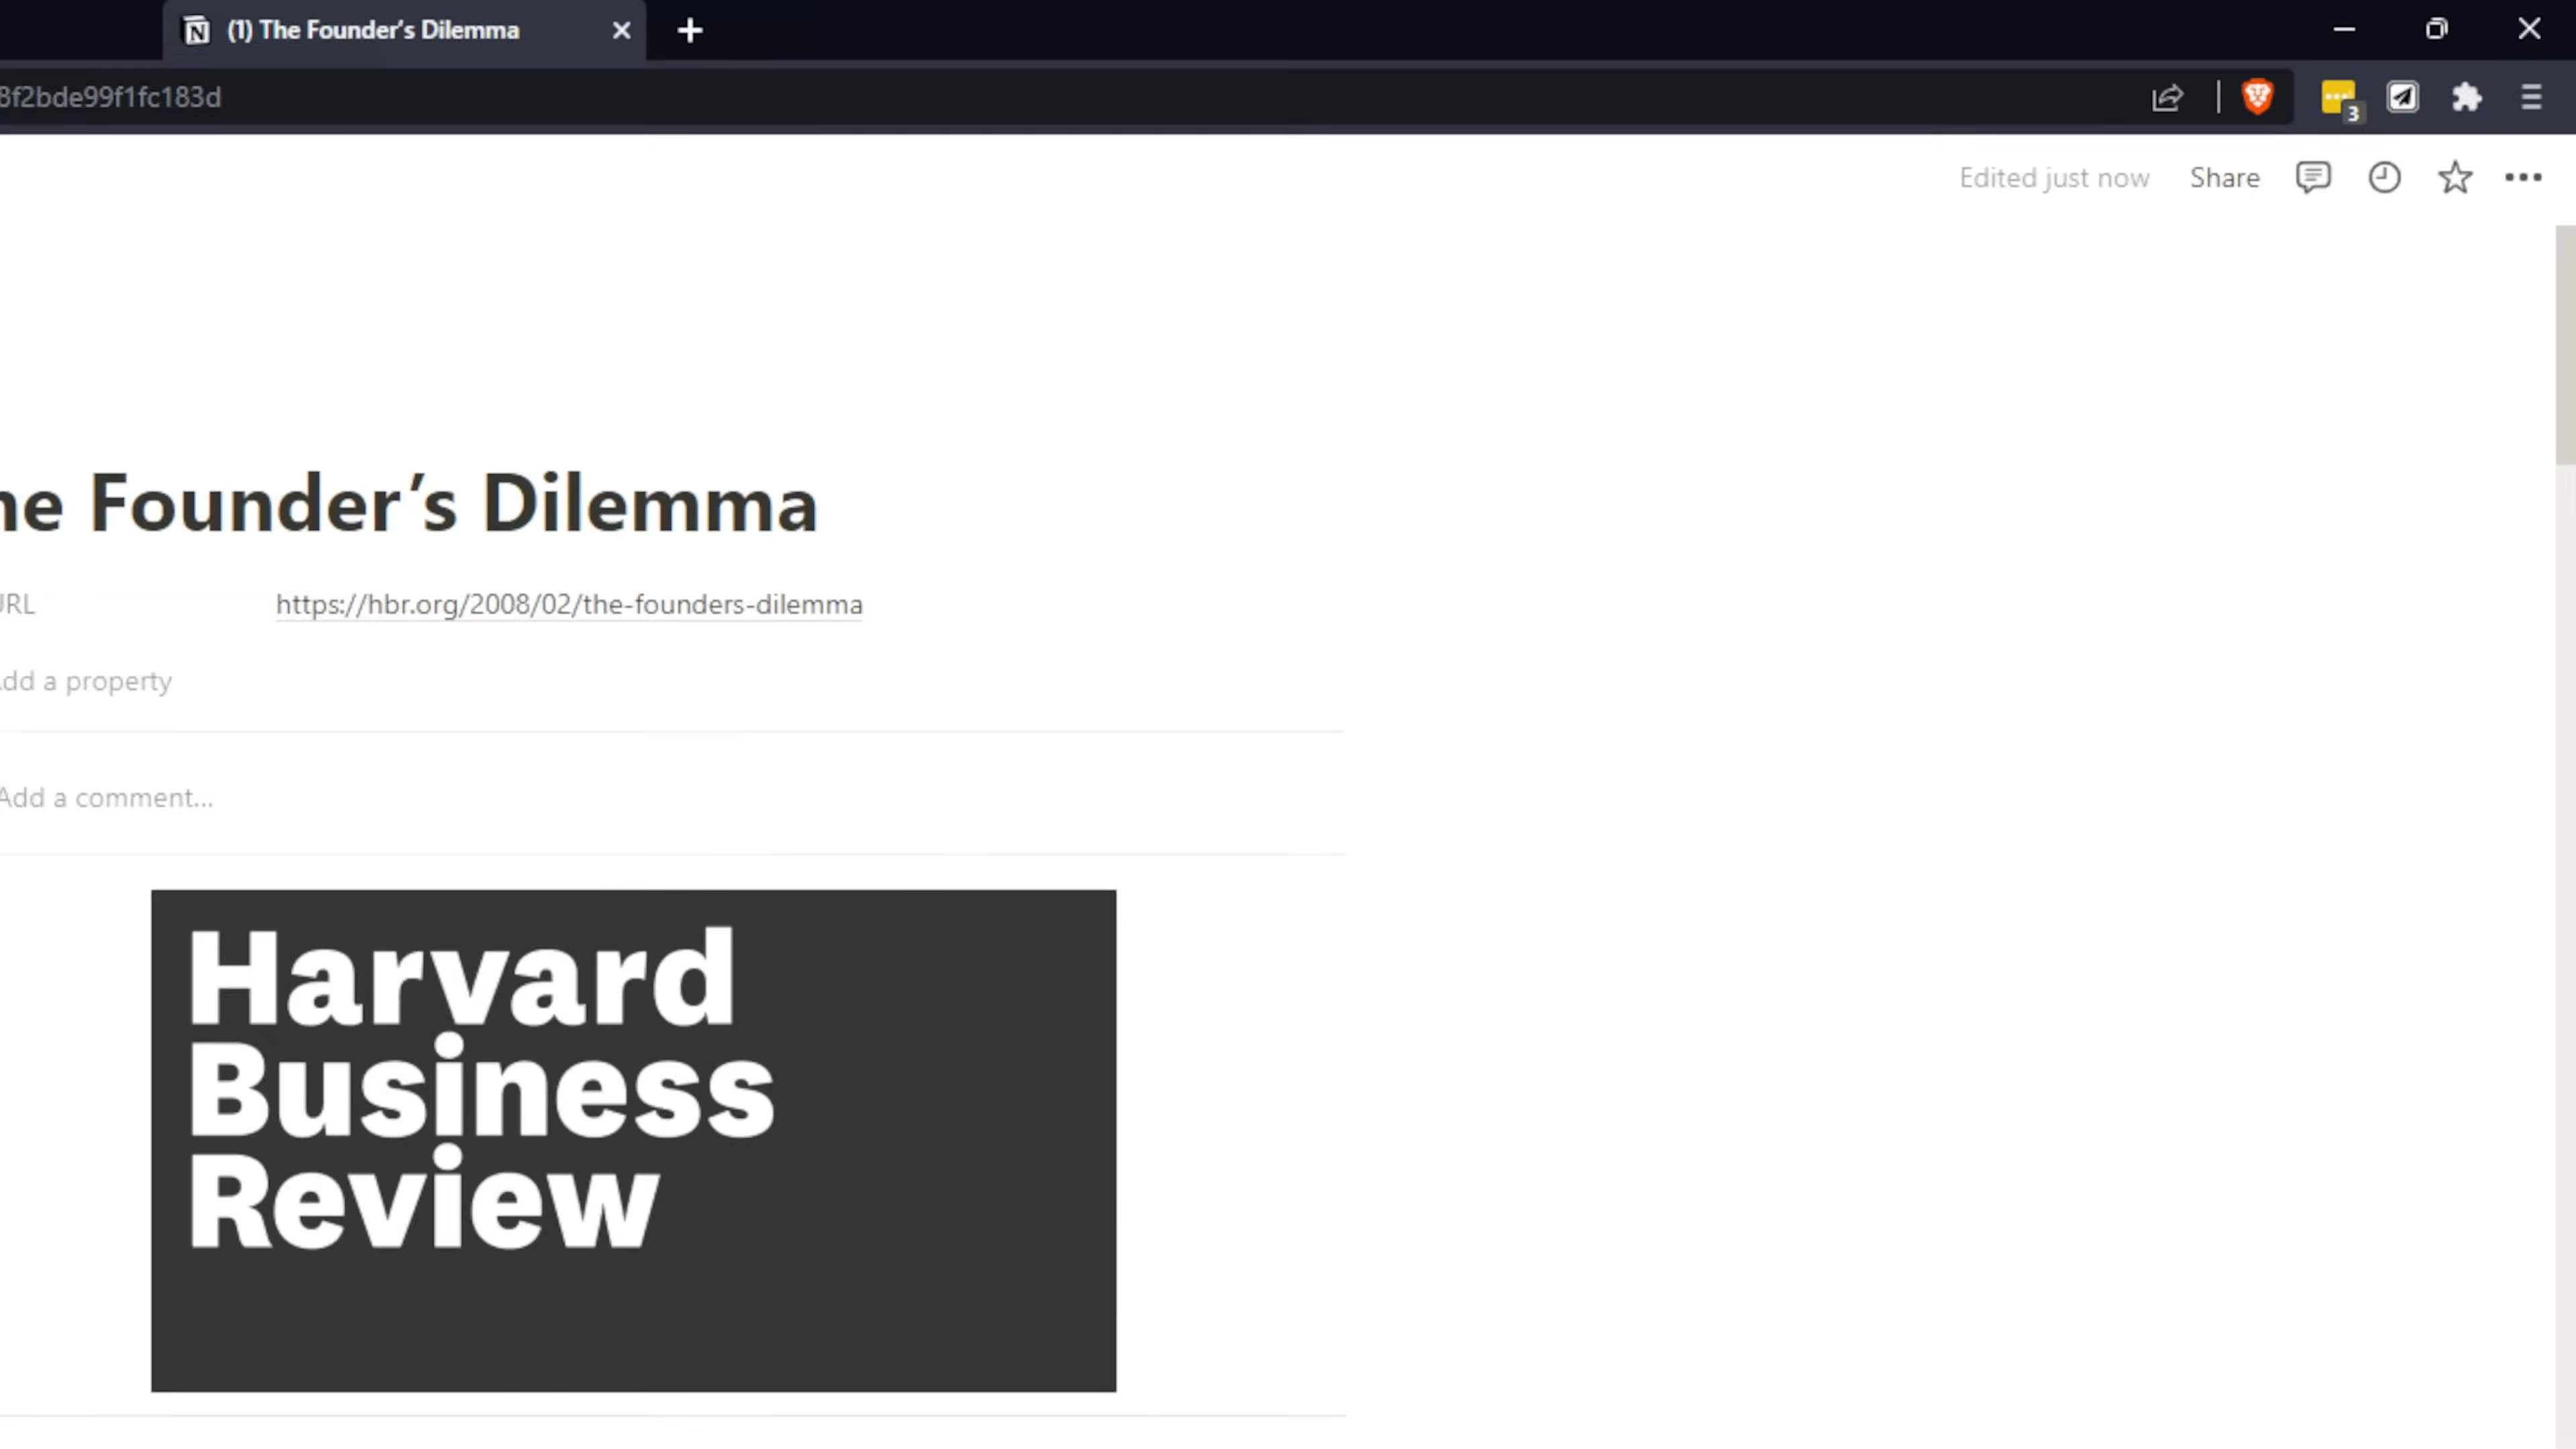 (1) The Founder's Dilemma
8f2bde99f1fc183d
3
Edited just now Share
he Founder’s Dilemma
URL https://hbr.org/2008/02/the-founders-dilemma
Add a property
Add a comment...
Harvard
Business
Review